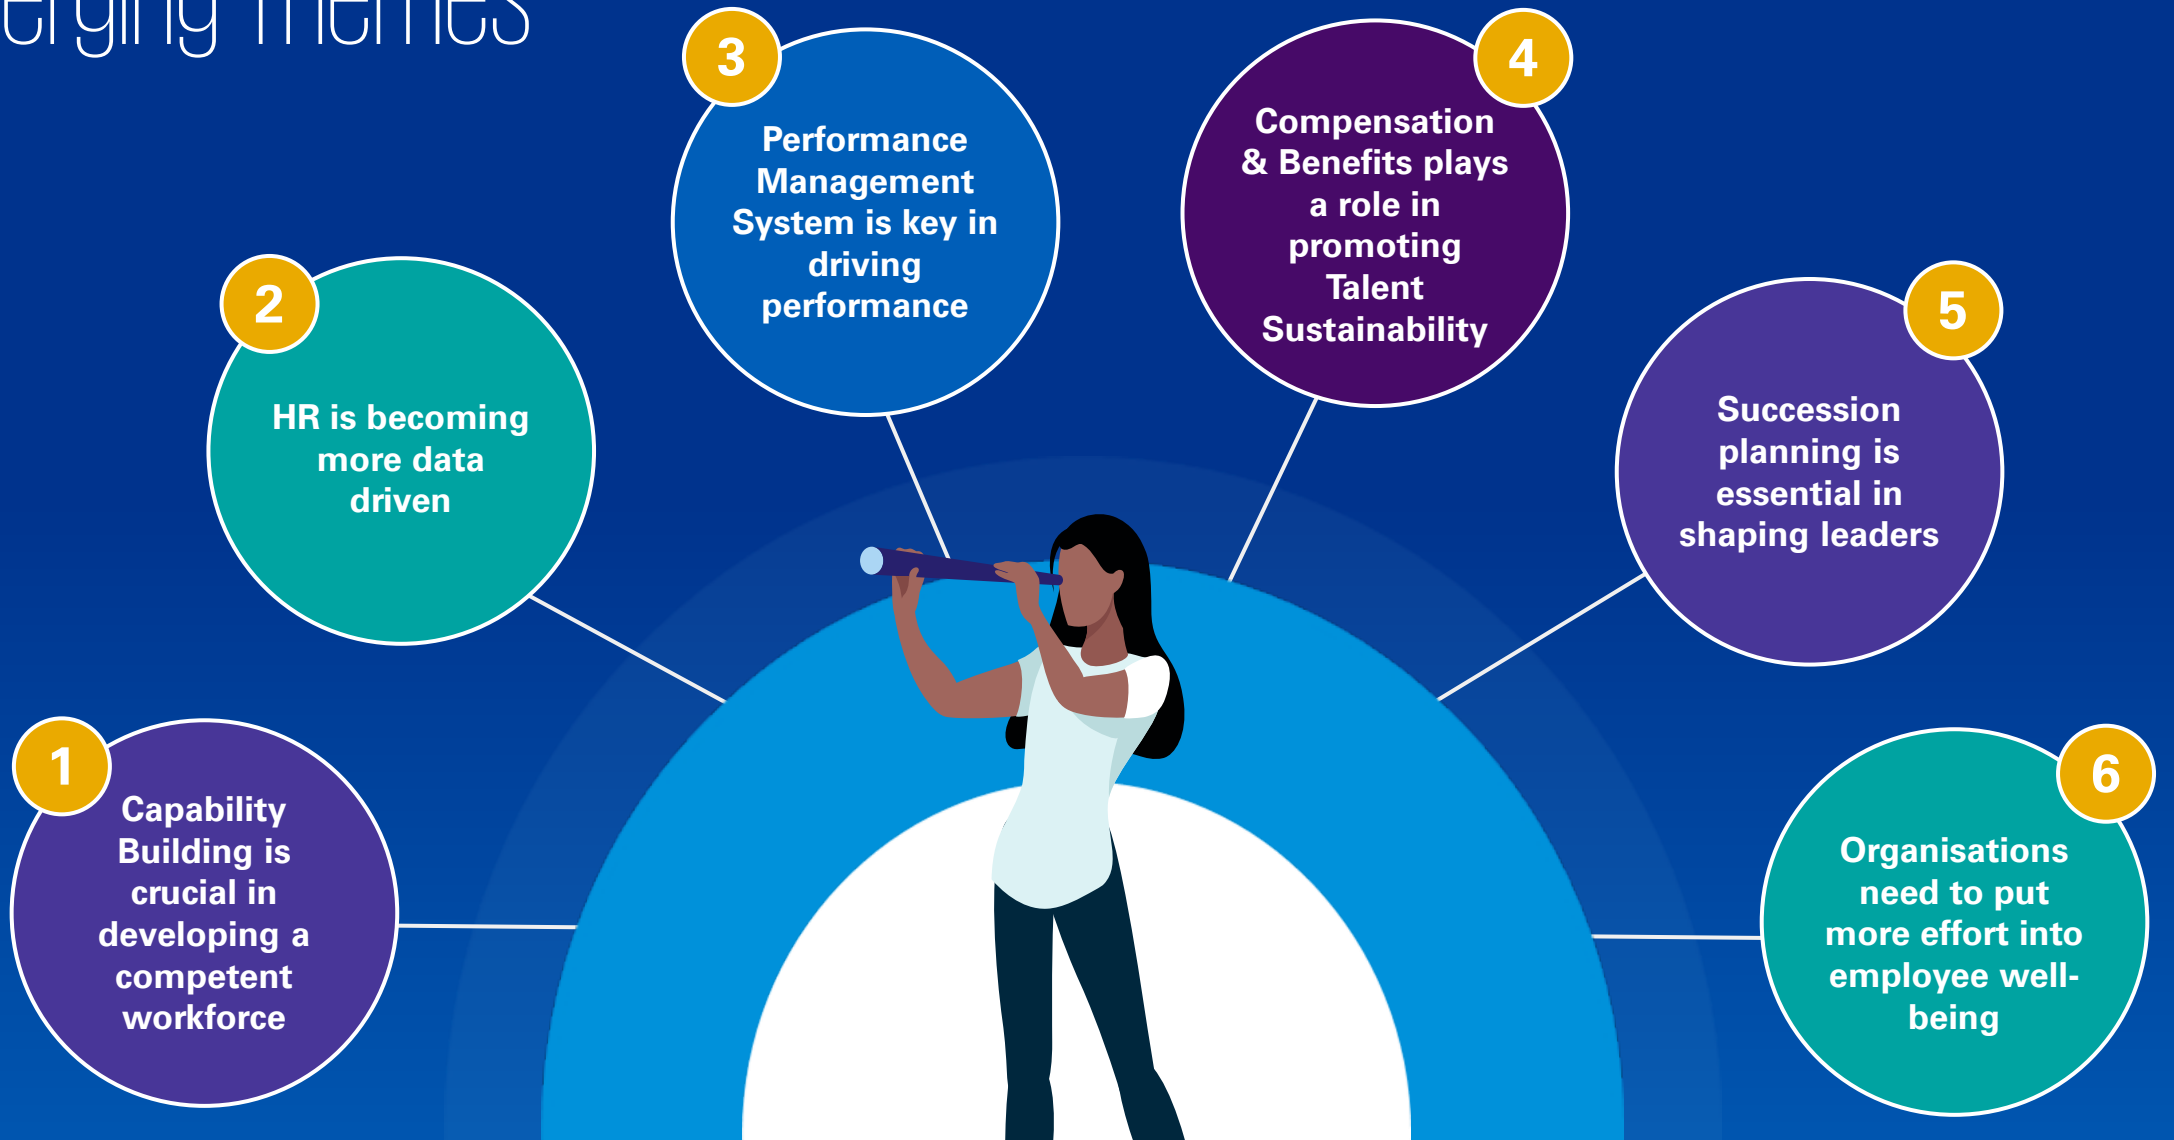 erging Themes
1
Capability
Building is
crucial in
developing a
competent
workforce
2
HR is becoming
more data
driven
3
Performance
Management
System is key in
driving
performance
4
Compensation
& Benefits plays
a role in
promoting
Talent
Sustainability
5
Succession
planning is
essential in
shaping leaders
6
Organisations
need to put
more effort into
employee well-
being